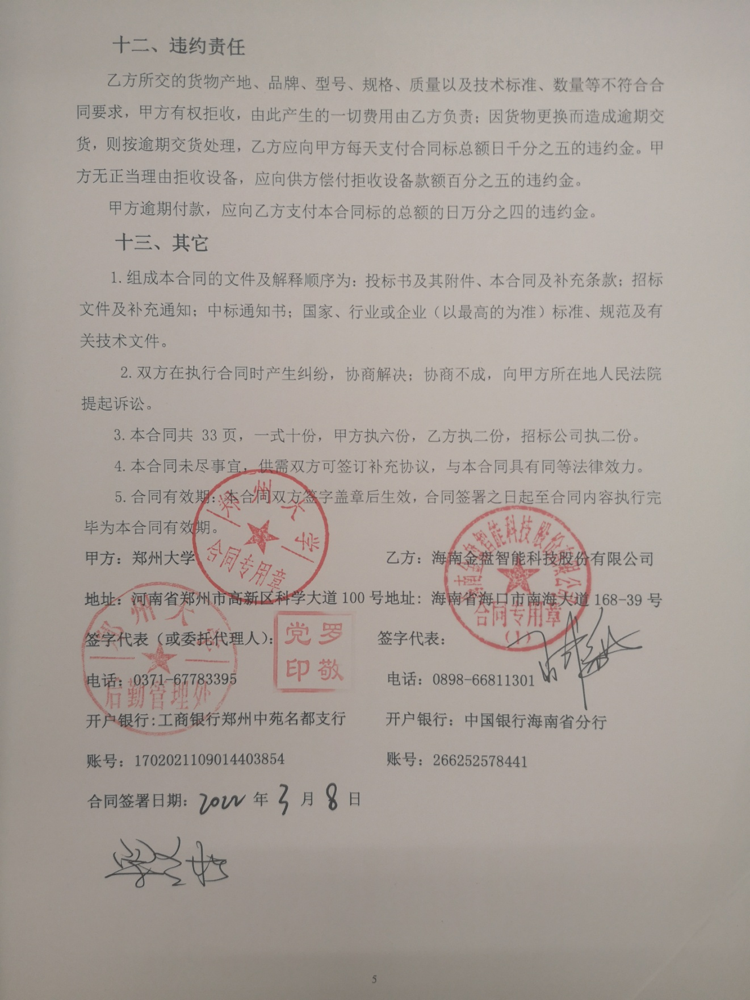 十二、违约责任
乙方所交的货物产地、品牌、型号、规格、质量以及技术标准、数量等不符合合
同要求，甲方有权拒收，由此产生的一切费用由乙方负责；因货物更换而造成逾期交
货，则按逾期交货处理，乙方应向甲方每天支付合同标总额日千分之五的违约金。甲
方无正当理由拒收设备，应向供方偿付拒收设备款额百分之五的违约金。
甲方逾期付款，应向乙方支付本合同标的总额的日万分之四的违约金。
十三、其它
1.组成本合同的文件及解释顺序为：投标书及其附件、本合同及补充条款；招标
文件及补充通知；中标通知书；国家、行业或企业（以最高的为准）标准、规范及有
关技术文件。
2.双方在执行合同时产生纠纷，协商解决；协商不成，向甲方所在地人民法院
提起诉讼。
3.本合同共 33 页，一式十份，甲方执六份，乙方执二份，招标公司执二份。
4.本合同未尽事宜，供需双方可签订补充协议，与本合同具有同等法律效力。
5.合同有效期：本合同双方签字盖章后生效，合同签署之日起至合同内容执行完
毕为本合同有效期。
郑州大学
合同专用章
海南金盘智能科技股份有限公司
合同专用章
(1)
甲方：郑州大学 乙方：海南金盘智能科技股份有限公司
地址：河南省郑州市高新区科学大道 100 号地址：海南省海口市南海大道 168-39 号
郑州大学
后勤管理处
党罗
印敬
签字代表（或委托代理人）： 签字代表：
电话：0371-67783395 电话：0898-66811301
开户银行：工商银行郑州中苑名都支行 开户银行：中国银行海南省分行
账号：1702021109014403854 账号：266252578441
合同签署日期：2022 年 3 月 8 日
5